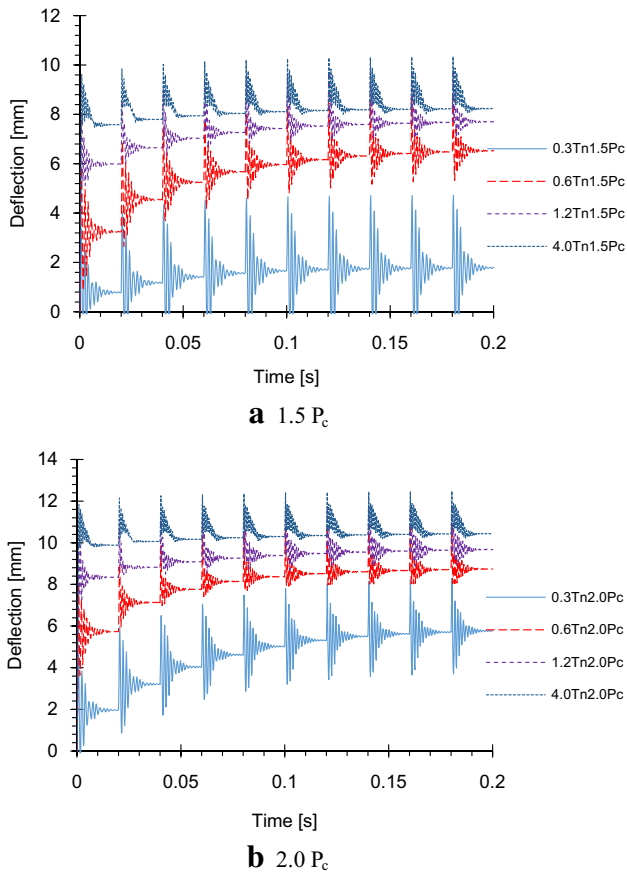 12
10
8
6
4
2
0
Deflection [mm]
0 0.05 0.1 0.15 0.2
Time [s]
0.3Tn1.5Pc
0.6Tn1.5Pc
1.2Tn1.5Pc
4.0Tn1.5Pc
a 1.5 Pc
14
12
10
8
6
4
2
0
Deflection [mm]
0 0.05 0.1 0.15 0.2
Time [s]
0.3Tn2.0Pc
0.6Tn2.0Pc
1.2Tn2.0Pc
4.0Tn2.0Pc
b 2.0 Pc